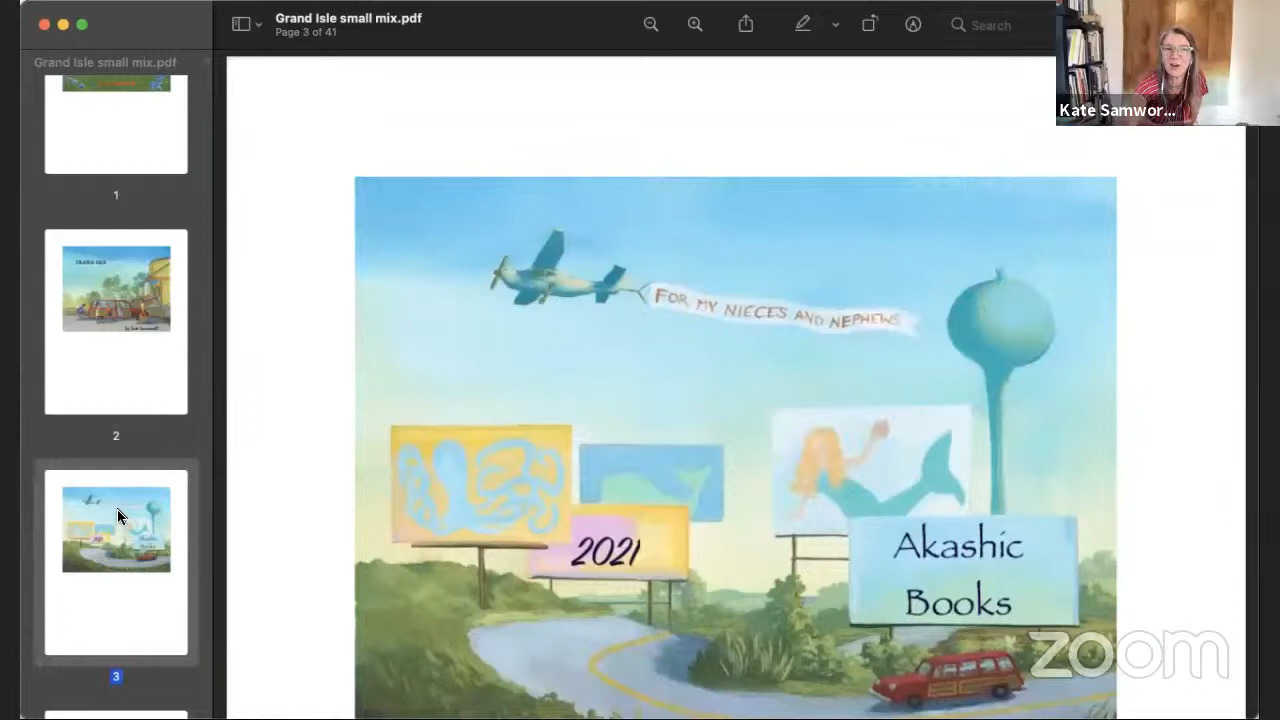 Grand Isle small mix.pdf
Page 3 of 41
Search
Kate Samwor...
Grand Isle small mix.pdf
1
2
3
FOR MY NIECES AND NEPHEWS
2021
Akashic
Books
zoom